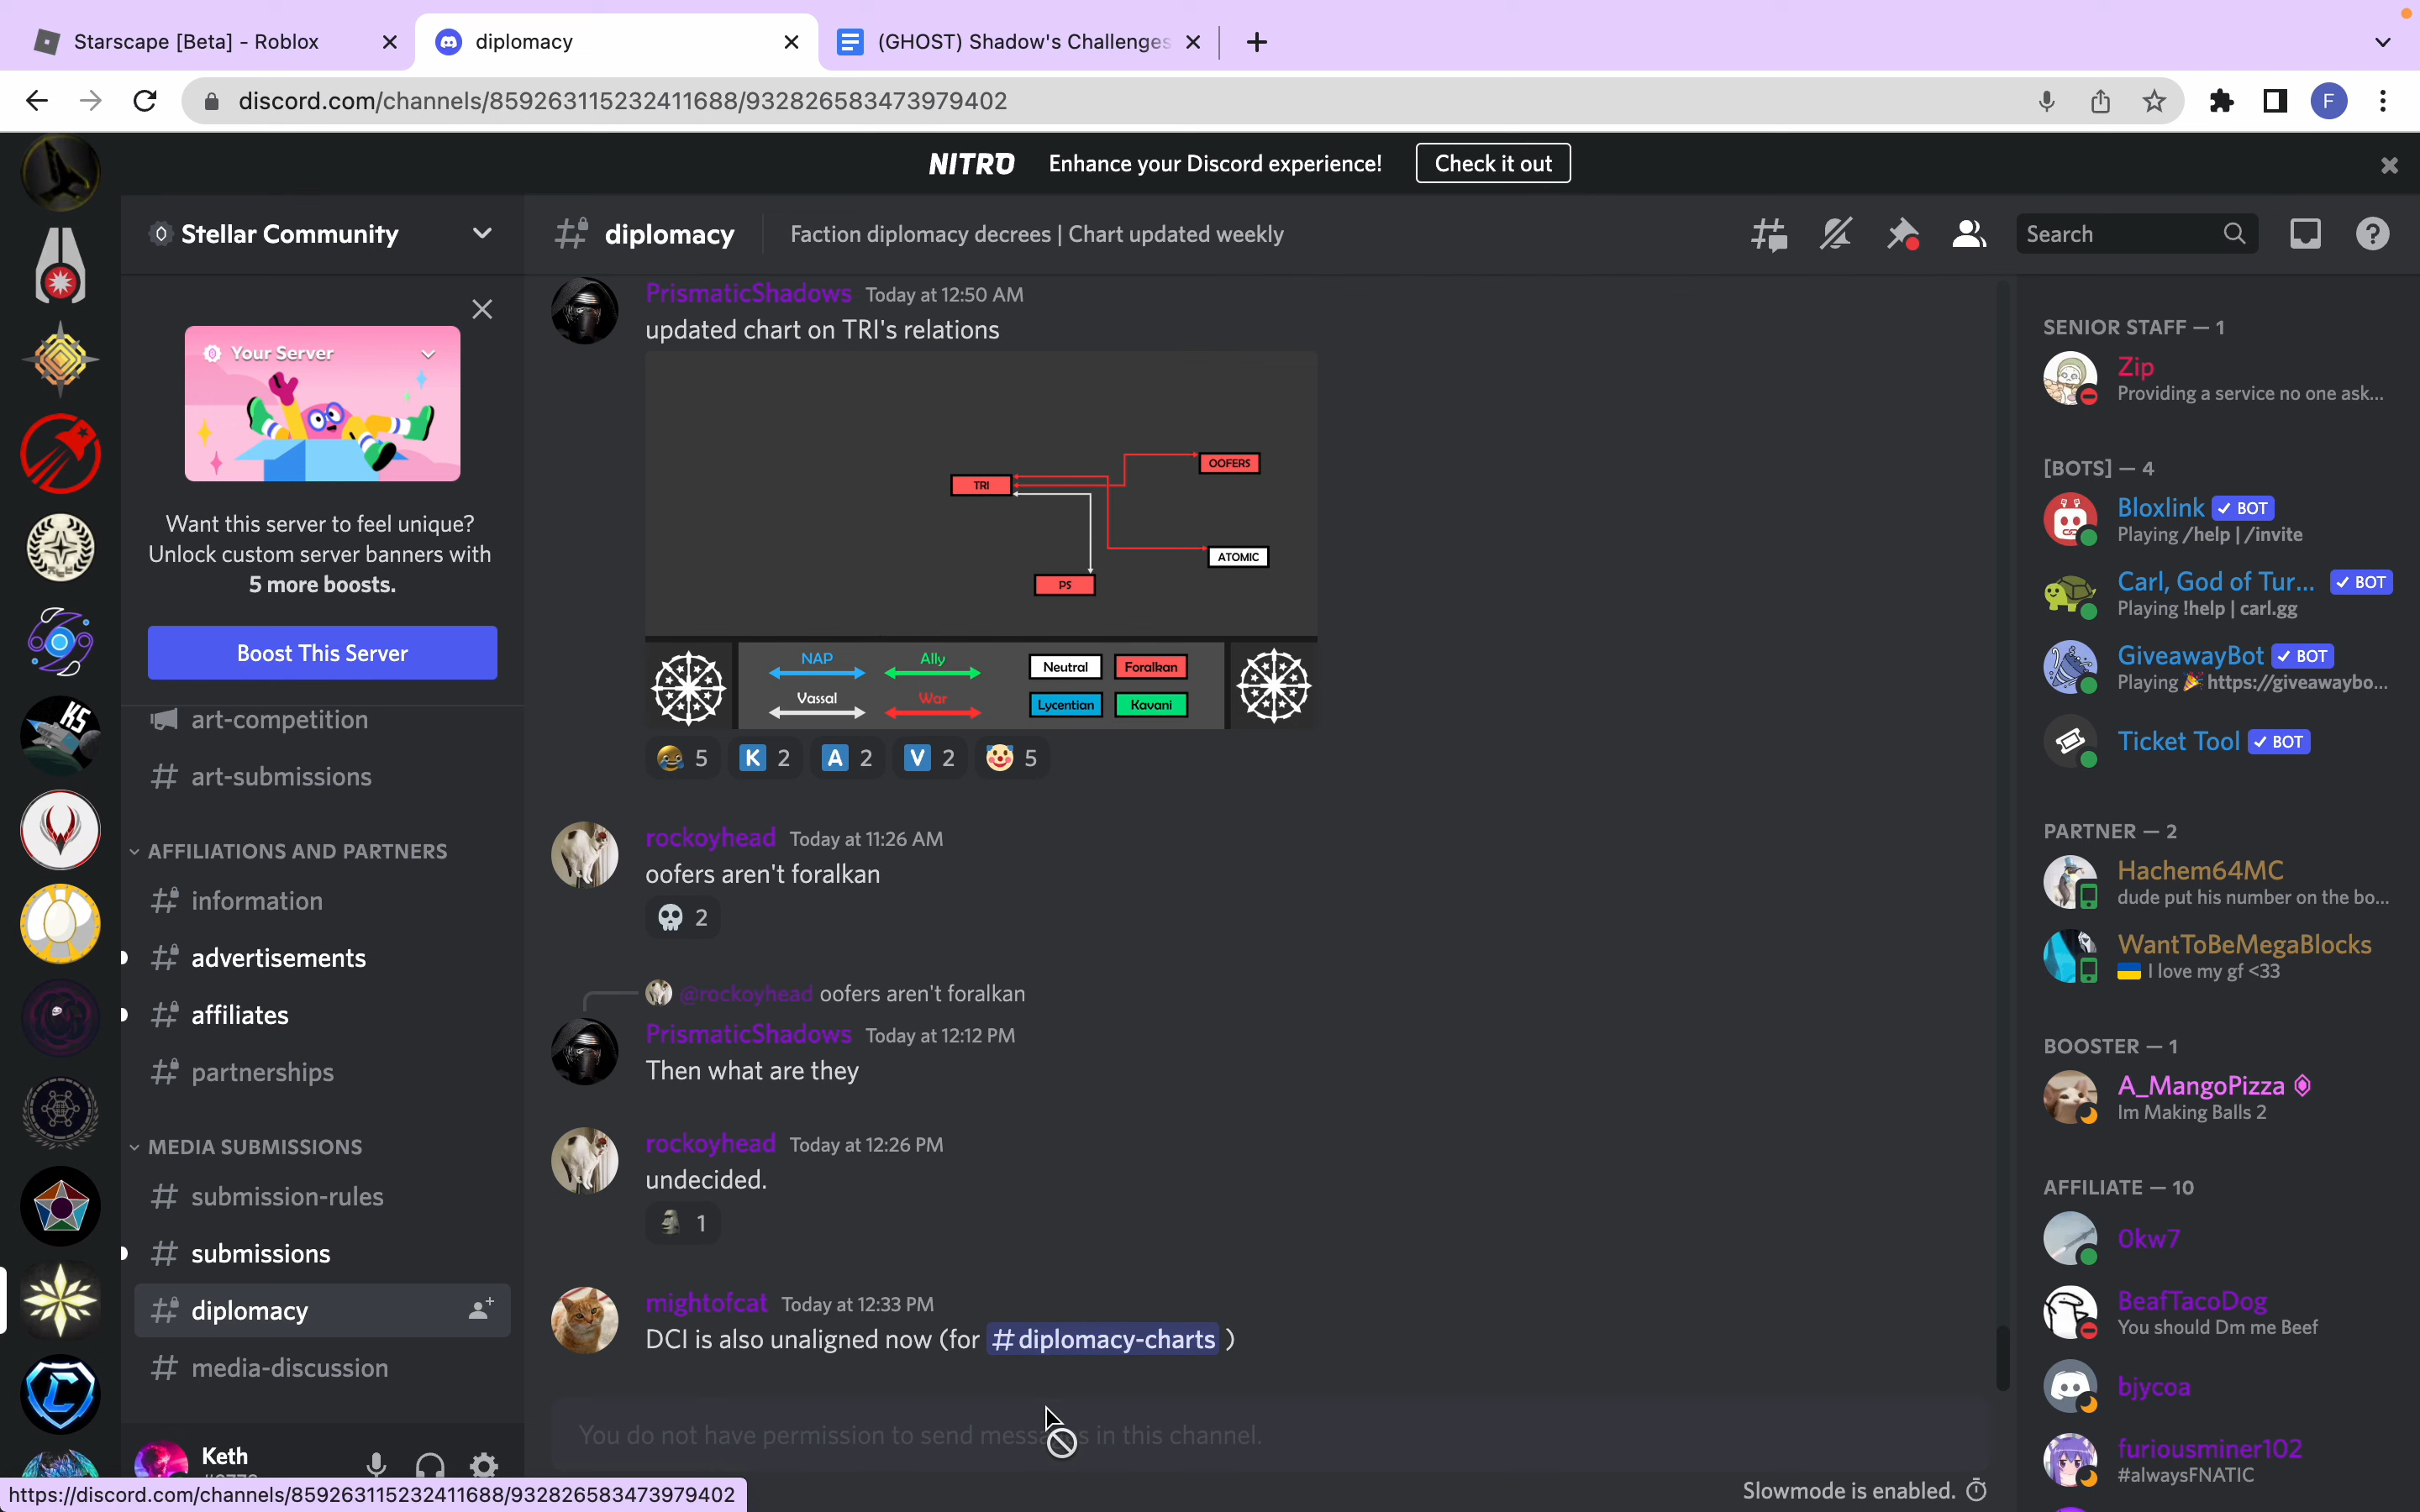 Starscape [Beta] - Roblox
diplomacy
(GHOST) Shadow's Challenges
discord.com/channels/859263115232411688/932826583473979402
F
NITRO Enhance your Discord experience! Check it out
Stellar Community
diplomacy
Faction diplomacy decrees | Chart updated weekly
Search
Your Server
Want this server to feel unique?
Unlock custom server banners with
5 more boosts.
Boost This Server
K5
art-competition
art-submissions
AFFILIATIONS AND PARTNERS
information
advertisements
affiliates
partnerships
MEDIA SUBMISSIONS
submission-rules
submissions
diplomacy
media-discussion
Keth
https://discord.com/channels/859263115232411688/932826583473979402
PrismaticShadows Today at 12:50 AM
updated chart on TRI's relations
OOFERS
TRI
ATOMIC
PS
NAP Ally Neutral Foralkan
Vassal War Lycentian Kavani
5 K 2 A 2 V 2 5
rockoyhead Today at 11:26 AM
oofers aren't foralkan
2
@rockoyhead oofers aren't foralkan
PrismaticShadows Today at 12:12 PM
Then what are they
rockoyhead Today at 12:26 PM
undecided.
1
mightofcat Today at 12:33 PM
DCI is also unaligned now (for #diplomacy-charts )
You do not have permission to send messages in this channel.
Slowmode is enabled.
SENIOR STAFF — 1
Zip
Providing a service no one ask...
[BOTS] — 4
Bloxlink BOT
Playing /help | /invite
Carl, God of Tur... BOT
Playing !help | carl.gg
GiveawayBot BOT
Playing 🎉 https://giveawaybo...
Ticket Tool BOT
PARTNER — 2
Hachem64MC
dude put his number on the bo...
WantToBeMegaBlocks
I love my gf <33
BOOSTER — 1
A_MangoPizza
Im Making Balls 2
AFFILIATE — 10
0kw7
BeafTacoDog
You should Dm me Beef
bjycoa
furiousminer102
#alwaysFNATIC